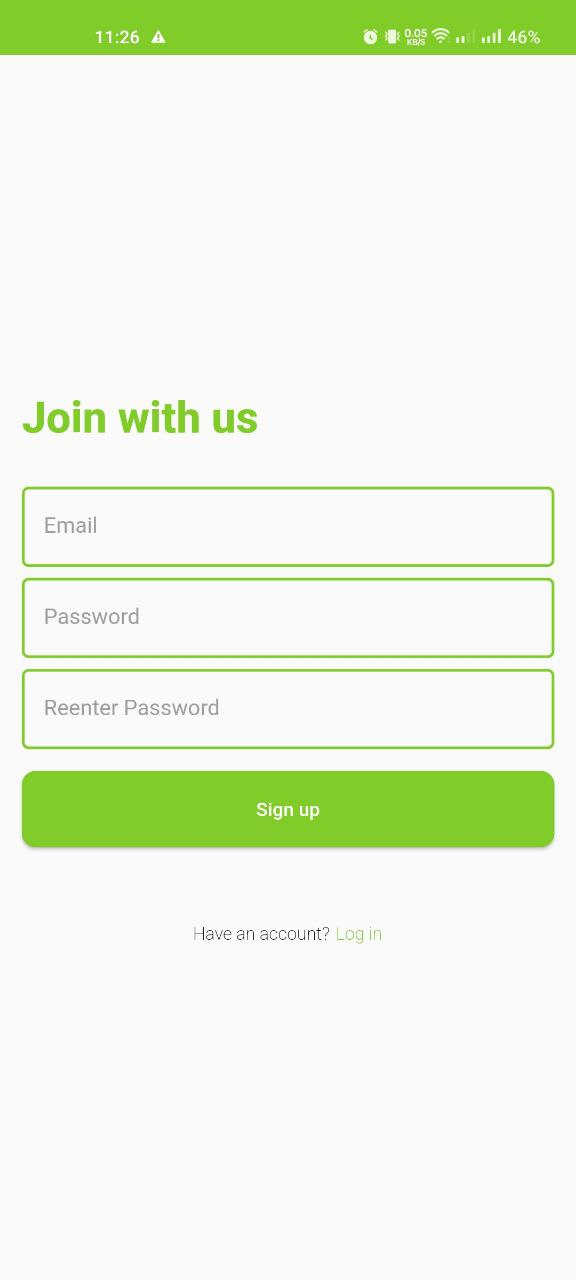 11:26 0.05 46%
KB/S
Join with us
Email
Password
Reenter Password
Sign up
Have an account? Log in